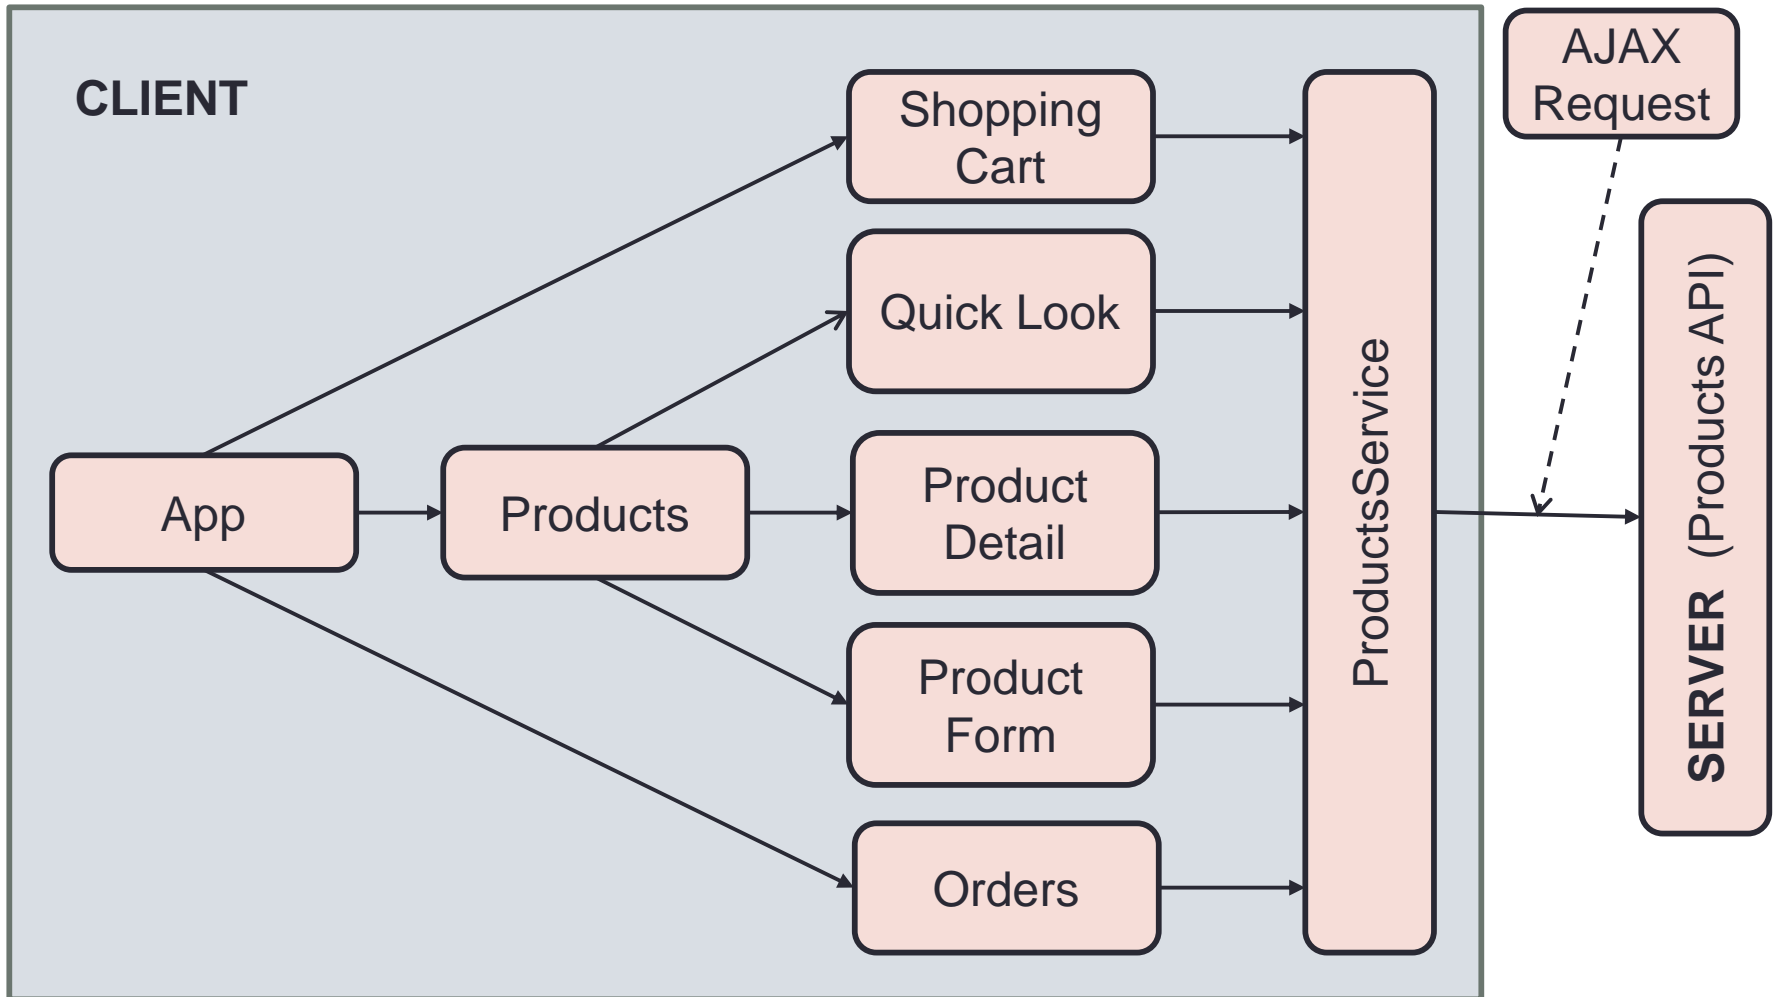 CLIENT
AJAX
Request
Shopping
Cart
Quick Look
App
Products
Product
Detail
Product
Form
Orders
ProductsService
SERVER (Products API)